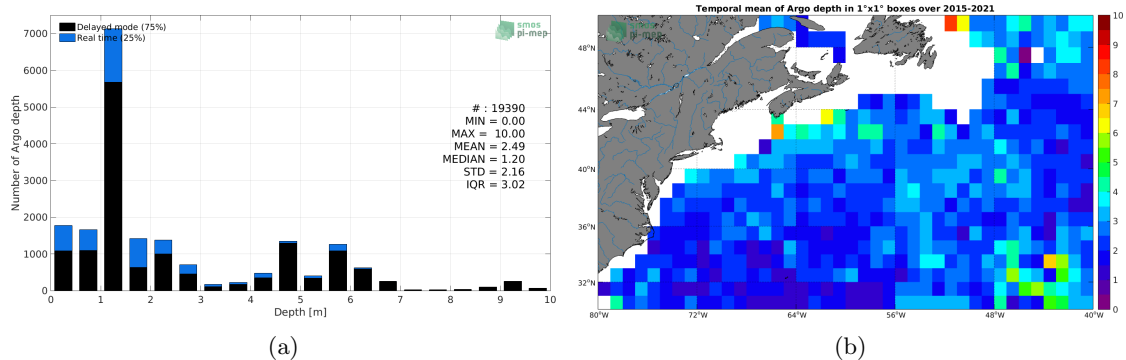 Delayed mode (75%)
Real time (25%)
smos
pi-mep
7000
6000
5000
4000
3000
2000
1000
0
Number of Argo depth
# : 19390
MIN = 0.00
MAX = 10.00
MEAN = 2.49
MEDIAN = 1.20
STD = 2.16
IQR = 3.02
0 1 2 3 4 5 6 7 8 9 10
Depth [m]
(a)
Temporal mean of Argo depth in 1°x1° boxes over 2015-2021
smos
pi-mep
48°N
44°N
40°N
36°N
32°N
80°W 72°W 64°W 56°W 48°W 40°W
10
9
8
7
6
5
4
3
2
1
0
(b)